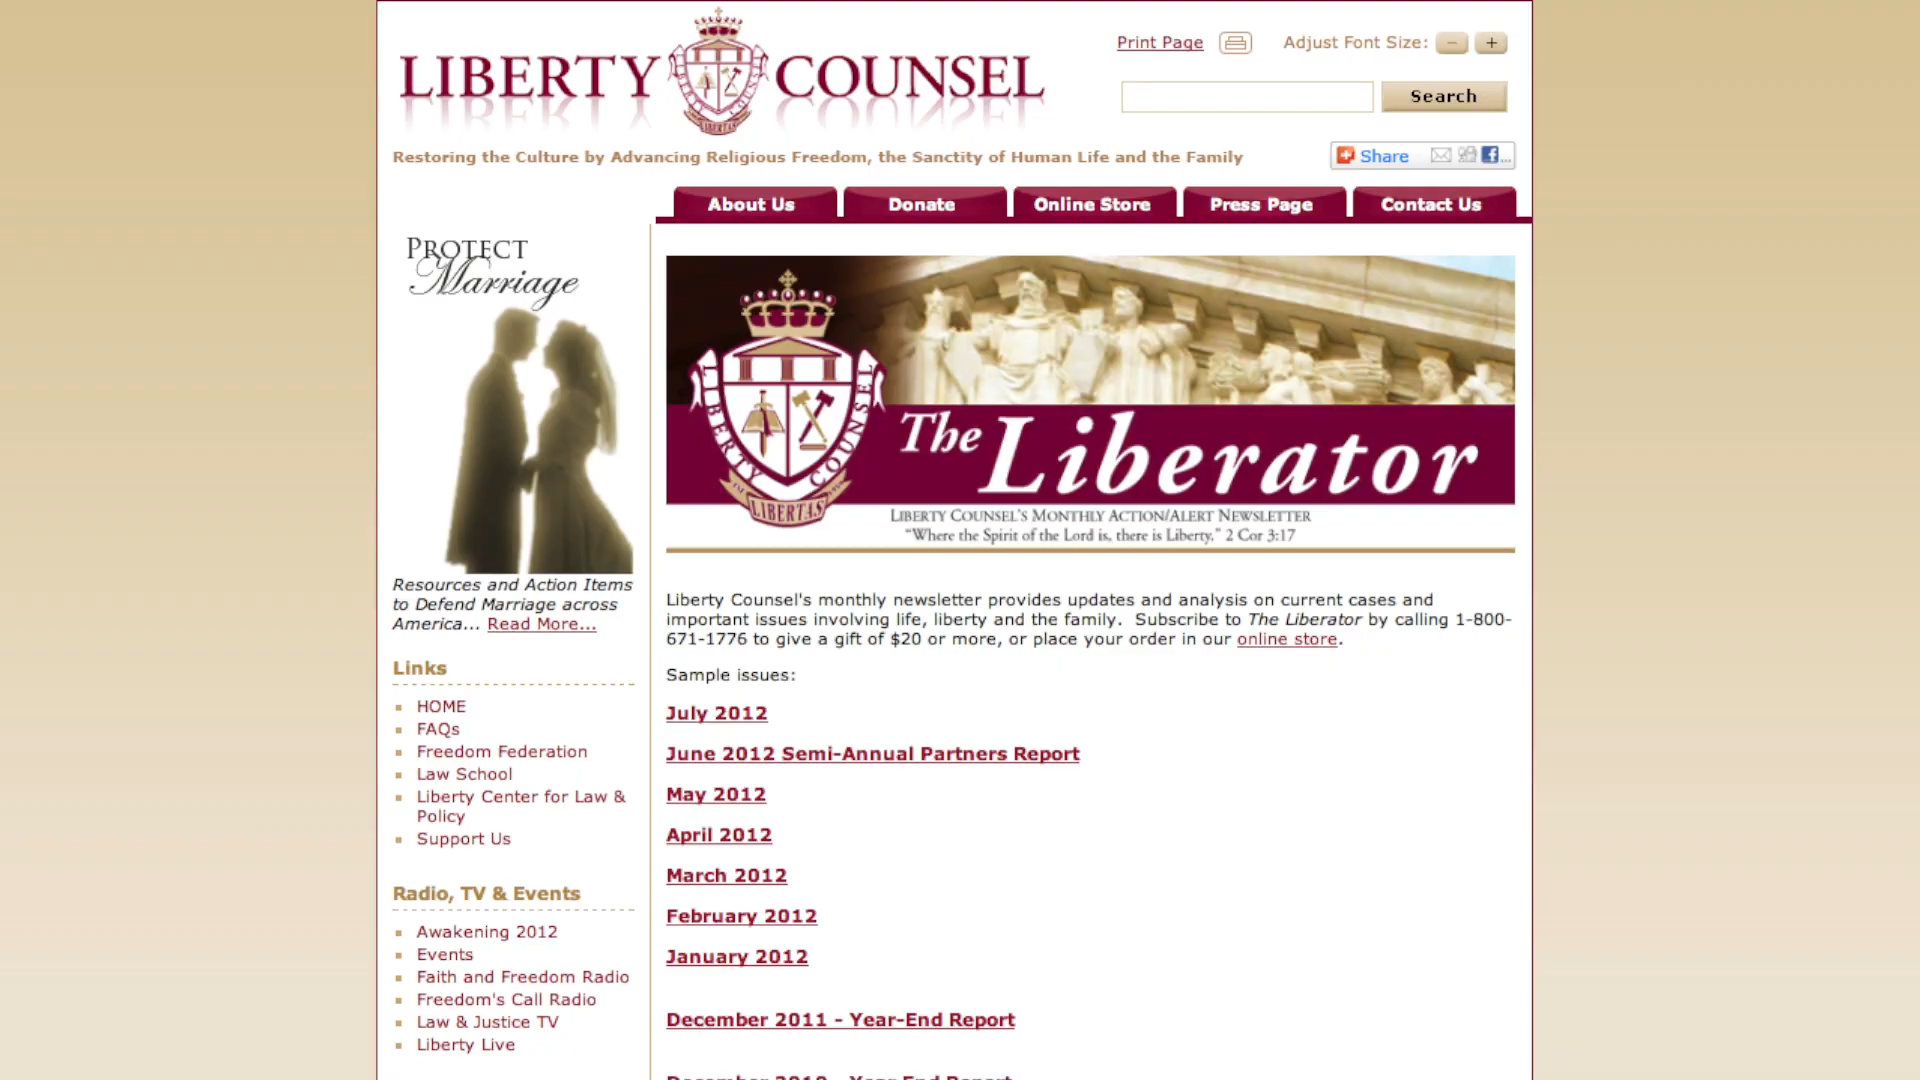 LIBERTY COUNSEL
LIBERTAS
Print Page
Adjust Font Size: - +
Search
Restoring the Culture by Advancing Religious Freedom, the Sanctity of Human Life and the Family
Share
About Us
Donate
Online Store
Press Page
Contact Us
PROTECT
Marriage
Resources and Action Items
to Defend Marriage across
America... Read More...
Links
HOME
FAQs
Freedom Federation
Law School
Liberty Center for Law &
Policy
Support Us
Radio, TV & Events
Awakening 2012
Events
Faith and Freedom Radio
Freedom's Call Radio
Law & Justice TV
Liberty Live
LIBERTY COUNSEL
LIBERTAS
The Liberator
LIBERTY COUNSEL'S MONTHLY ACTION/ALERT NEWSLETTER
"Where the Spirit of the Lord is, there is Liberty." 2 Cor 3:17
Liberty Counsel's monthly newsletter provides updates and analysis on current cases and
important issues involving life, liberty and the family. Subscribe to The Liberator by calling 1-800-
671-1776 to give a gift of $20 or more, or place your order in our online store.
Sample issues:
July 2012
June 2012 Semi-Annual Partners Report
May 2012
April 2012
March 2012
February 2012
January 2012
December 2011 - Year-End Report
December 2010 - Year-End Report